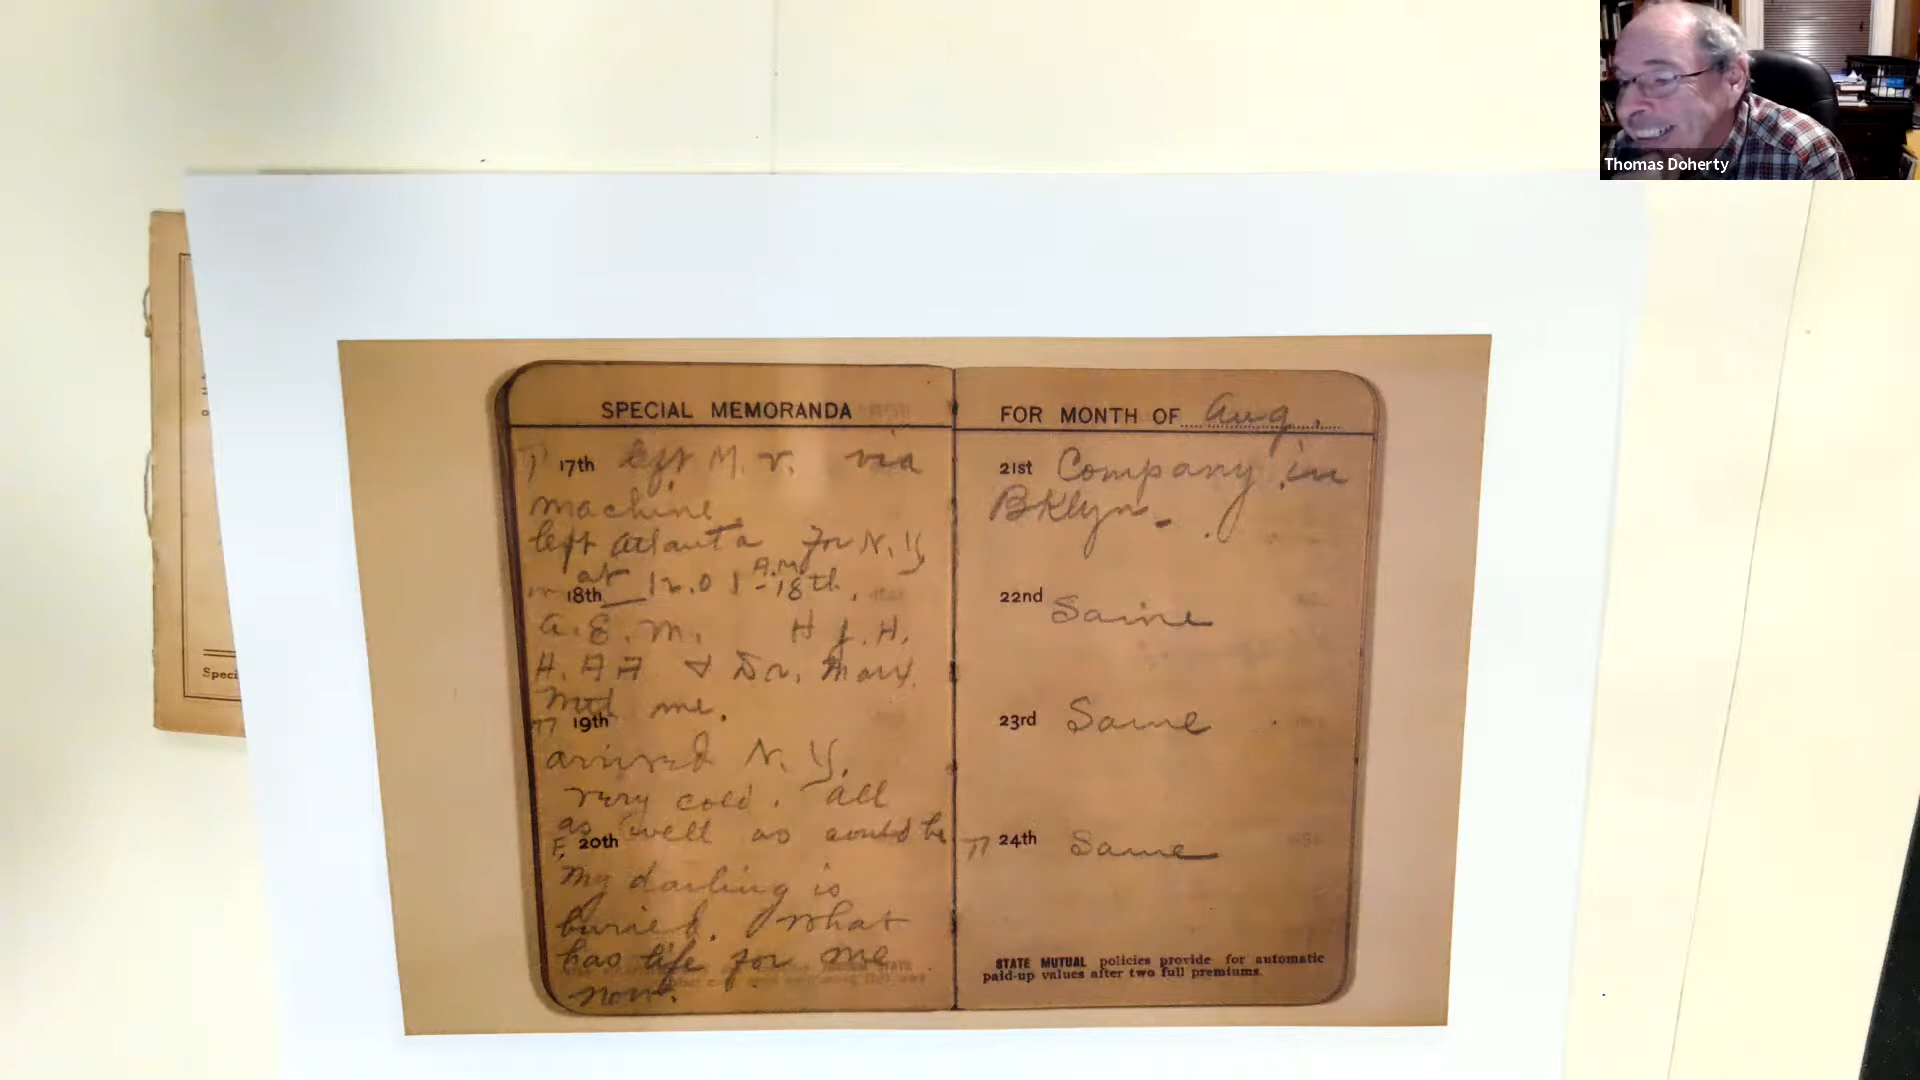 Thomas Doherty
Speci
SPECIAL MEMORANDA
T 17th left M. V. via
machine
left Atlanta for N. Y.
at 12.01 A.M. - 18th.
18th
A. E. M. H J. H.
H. A A & Dr. Marx
met me.
19th
arrived N. Y.
very cold. All
as well as could be
F. 20th
My darling is
buried. What
has life for me
now.
FOR MONTH OF Aug.
21st Company in
BKlyn.
22nd Same
23rd Same
24th Same
STATE MUTUAL policies provide for automatic
paid-up values after two full premiums.